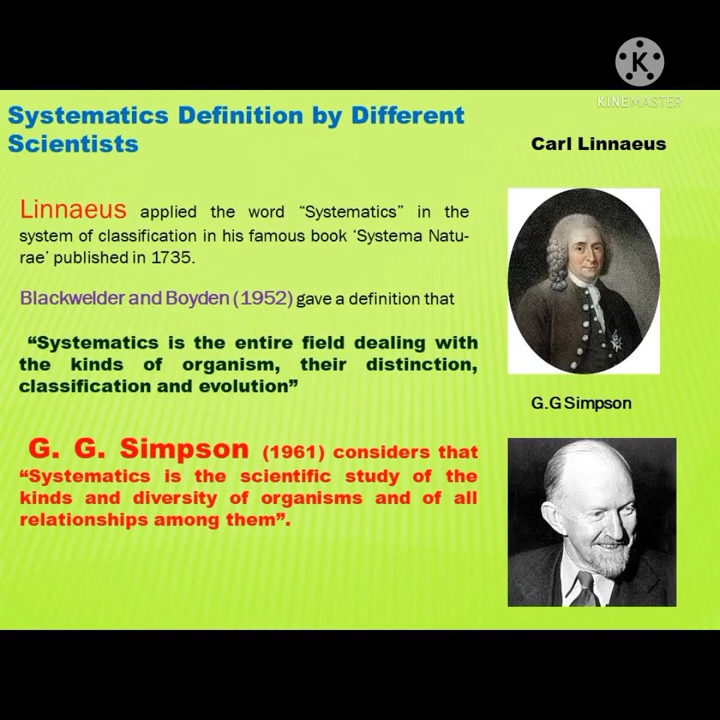 K
KINEMASTER
Systematics Definition by Different
Scientists
Carl Linnaeus
Linnaeus applied the word “Systematics” in the
system of classification in his famous book ‘Systema Natu-
rae’ published in 1735.
Blackwelder and Boyden (1952) gave a definition that
“Systematics is the entire field dealing with
the kinds of organism, their distinction,
classification and evolution”
G.G Simpson
G. G. Simpson (1961) considers that
“Systematics is the scientific study of the
kinds and diversity of organisms and of all
relationships among them”.